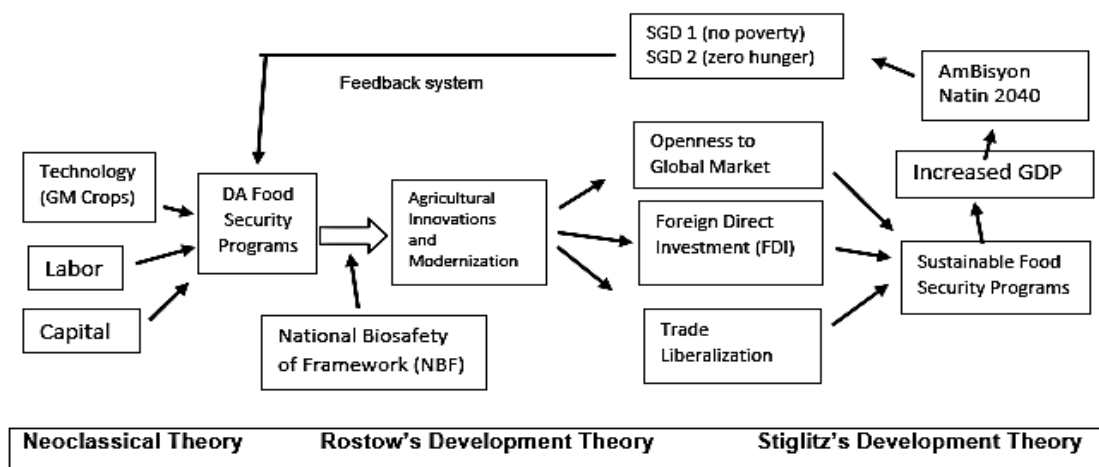 SGD 1 (no poverty)
SGD 2 (zero hunger)
AmBisyon
Natin 2040
Feedback system
Technology
(GM Crops)
Labor
Capital
DA Food
Security
Programs
Agricultural
Innovations
and
Modernization
National Biosafety
of Framework (NBF)
Openness to
Global Market
Foreign Direct
Investment (FDI)
Trade
Liberalization
Increased GDP
Sustainable Food
Security Programs
Neoclassical Theory Rostow's Development Theory Stiglitz's Development Theory